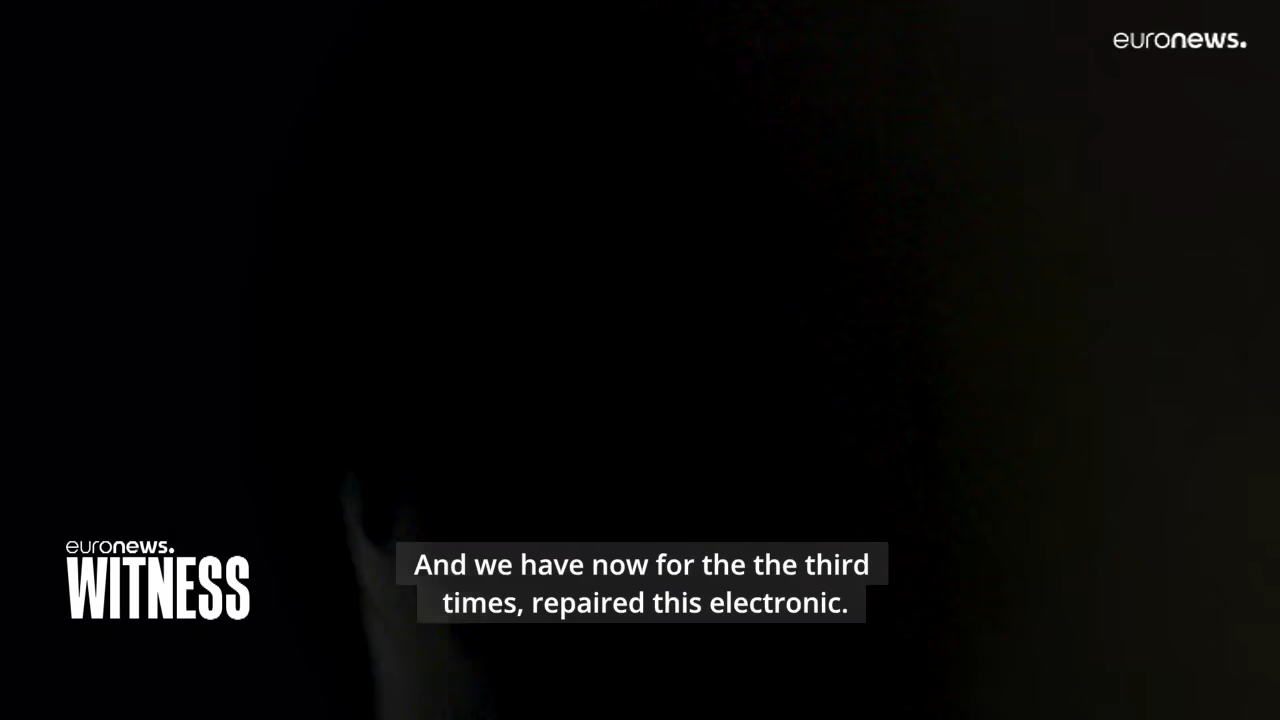 euronews.
euronews.
WITNESS
And we have now for the the third
times, repaired this electronic.